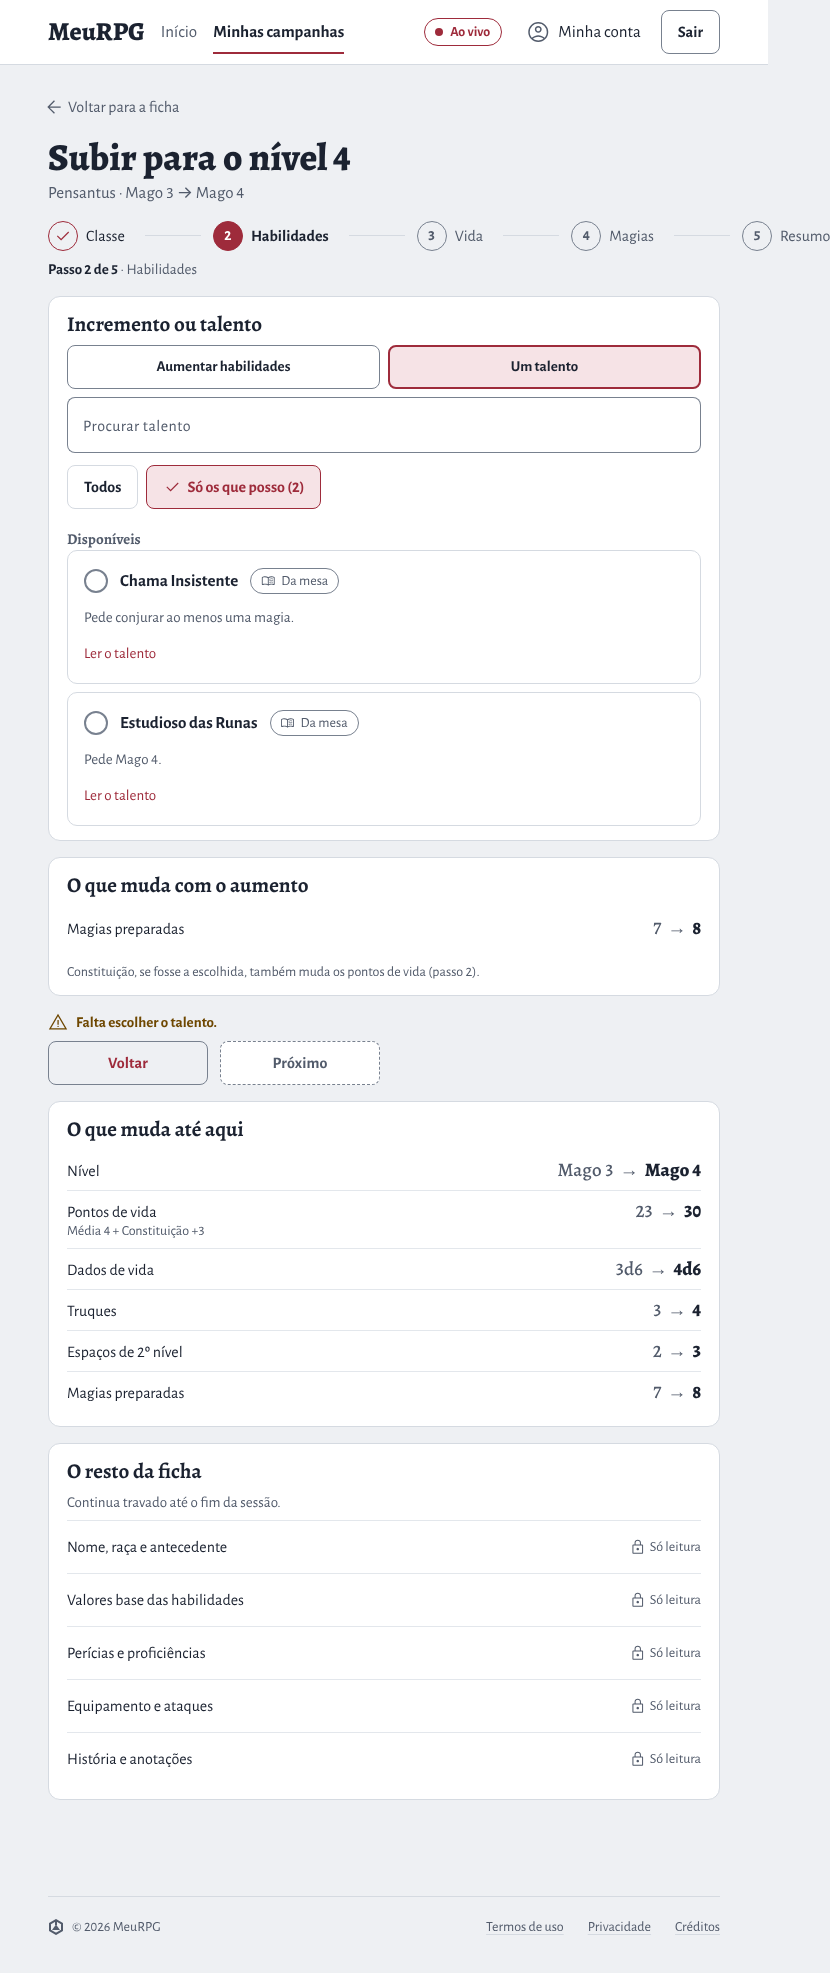 MeuRPG Início Minhas campanhas Ao vivo Minha conta Sair
Voltar para a ficha
Subir para o nível 4
Pensantus · Mago 3 → Mago 4
Classe 2 Habilidades 3 Vida 4 Magias 5 Resumo
Passo 2 de 5 · Habilidades
Incremento ou talento
Aumentar habilidades Um talento
Procurar talento
Todos Só os que posso (2)
Disponíveis
Chama Insistente Da mesa
Pede conjurar ao menos uma magia.
Ler o talento
Estudioso das Runas Da mesa
Pede Mago 4.
Ler o talento
O que muda com o aumento
Magias preparadas 7 → 8
Constituição, se fosse a escolhida, também muda os pontos de vida (passo 2).
Falta escolher o talento.
Voltar Próximo
O que muda até aqui
Nível Mago 3 → Mago 4
Pontos de vida 23 → 30
Média 4 + Constituição +3
Dados de vida 3d6 → 4d6
Truques 3 → 4
Espaços de 2º nível 2 → 3
Magias preparadas 7 → 8
O resto da ficha
Continua travado até o fim da sessão.
Nome, raça e antecedente Só leitura
Valores base das habilidades Só leitura
Perícias e proficiências Só leitura
Equipamento e ataques Só leitura
História e anotações Só leitura
© 2026 MeuRPG Termos de uso Privacidade Créditos